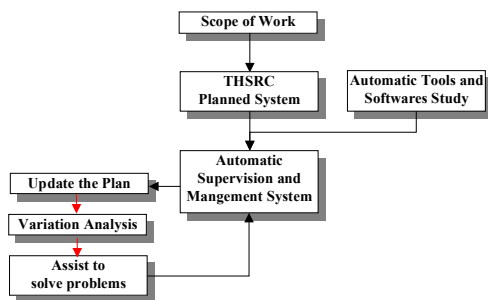 Scope of Work
THSRC
Planned System
Automatic Tools and
Softwares Study
Automatic
Supervision and
Mangement System
Update the Plan
Variation Analysis
Assist to
solve problems